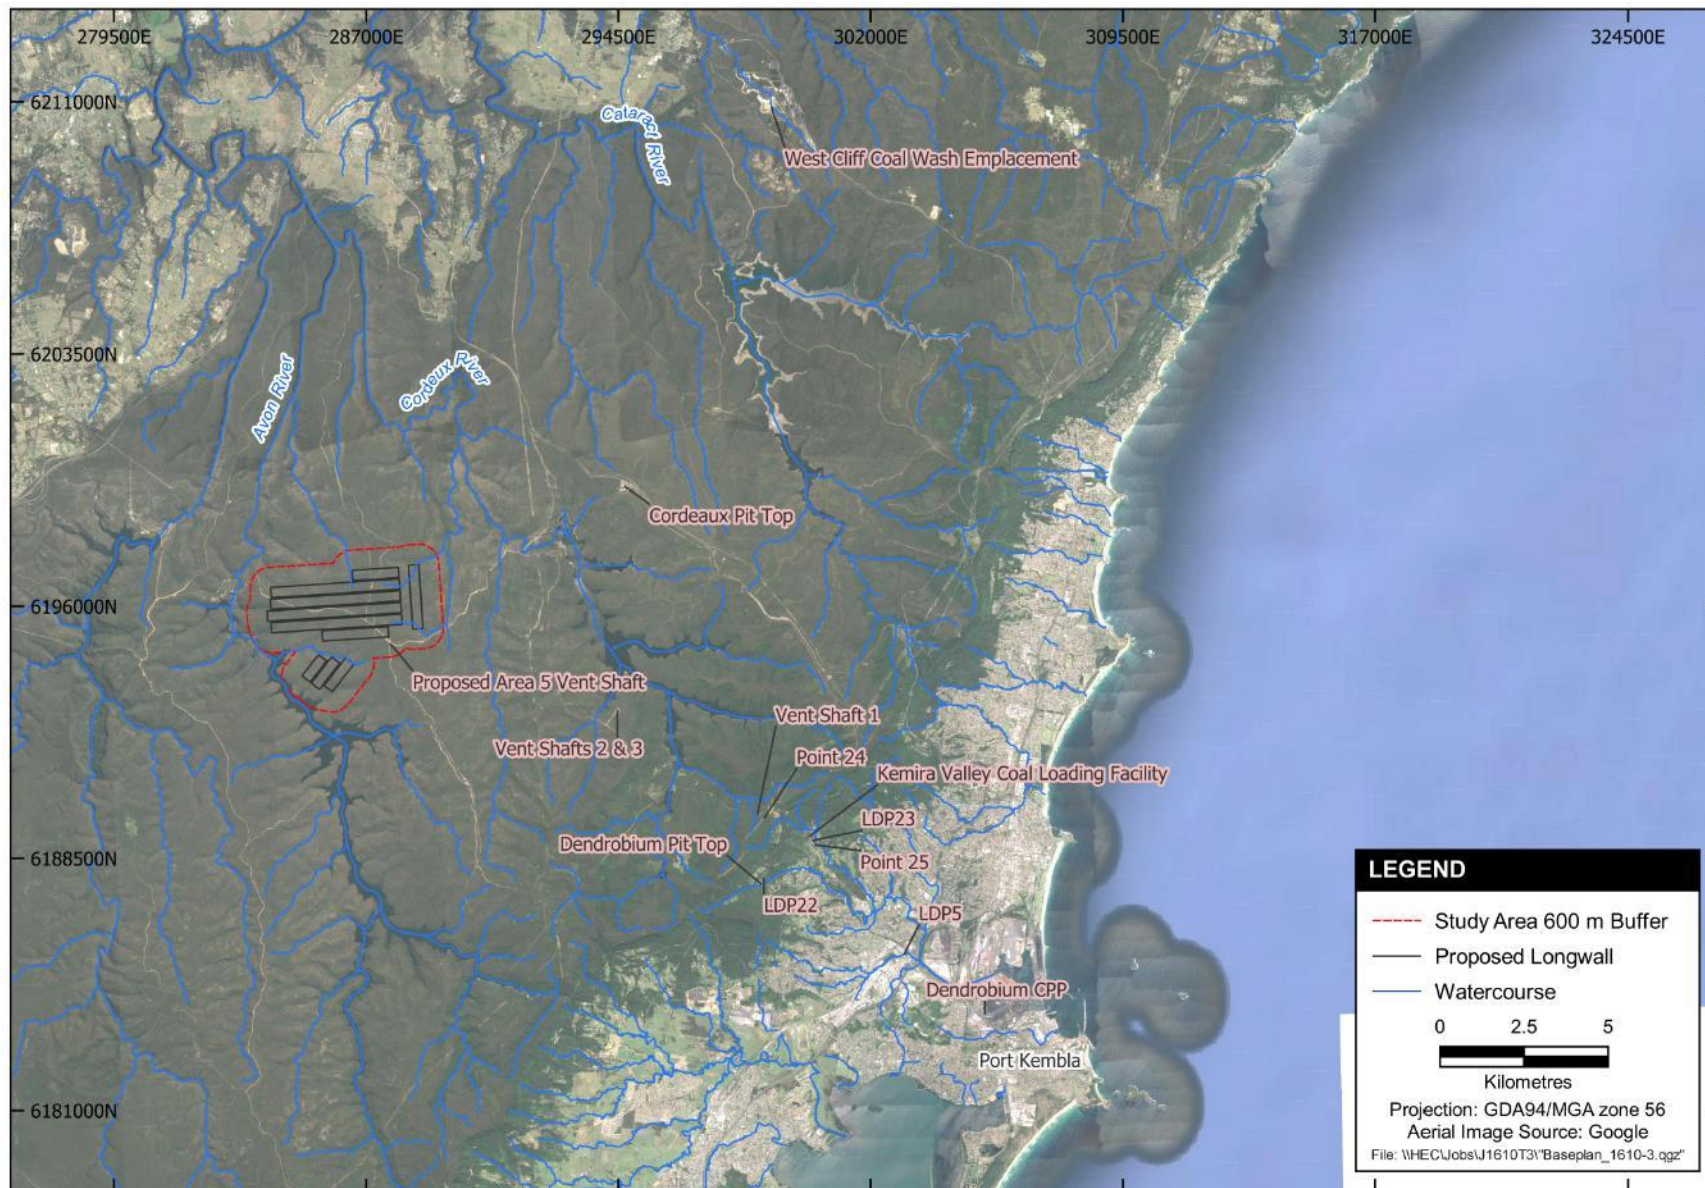 279500E
287000E
294500E
302000E
309500E
317000E
324500E
6211000N
Cataract River
West Cliff Coal Wash Emplacement
6203500N
Avon River
Cordeux River
Cordeaux Pit Top
6196000N
Proposed Area 5 Vent Shaft
Vent Shaft 1
Vent Shafts 2 & 3
Point 24
Kemira Valley Coal Loading Facility
LDP23
Dendrobium Pit Top
6188500N
Point 25
LDP22
LDP5
Dendrobium CPP
Port Kembla
6181000N
LEGEND
Study Area 600 m Buffer
Proposed Longwall
Watercourse
0 2.5 5
Kilometres
Projection: GDA94/MGA zone 56
Aerial Image Source: Google
File: \\HEC\Jobs\J1610T3\"Baseplan_1610-3.qgz"